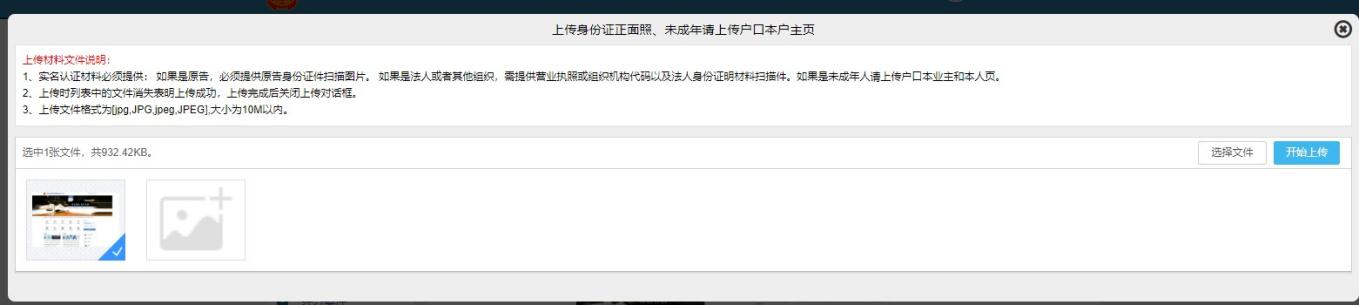 上传身份证正面照、未成年请上传户口本户主页
上传材料文件说明：
1、实名认证材料必须提供： 如果是原告，必须提供原告身份证件扫描图片。 如果是法人或者其他组织，需提供营业执照或组织机构代码以及法人身份证明材料扫描件。如果是未成年人请上传户口本业主和本人页。
2、上传时列表中的文件消失表明上传成功，上传完成后关闭上传对话框。
3、上传文件格式为[jpg,JPG,jpeg,JPEG],大小为10M以内。
选中1张文件，共932.42KB。
选择文件
开始上传